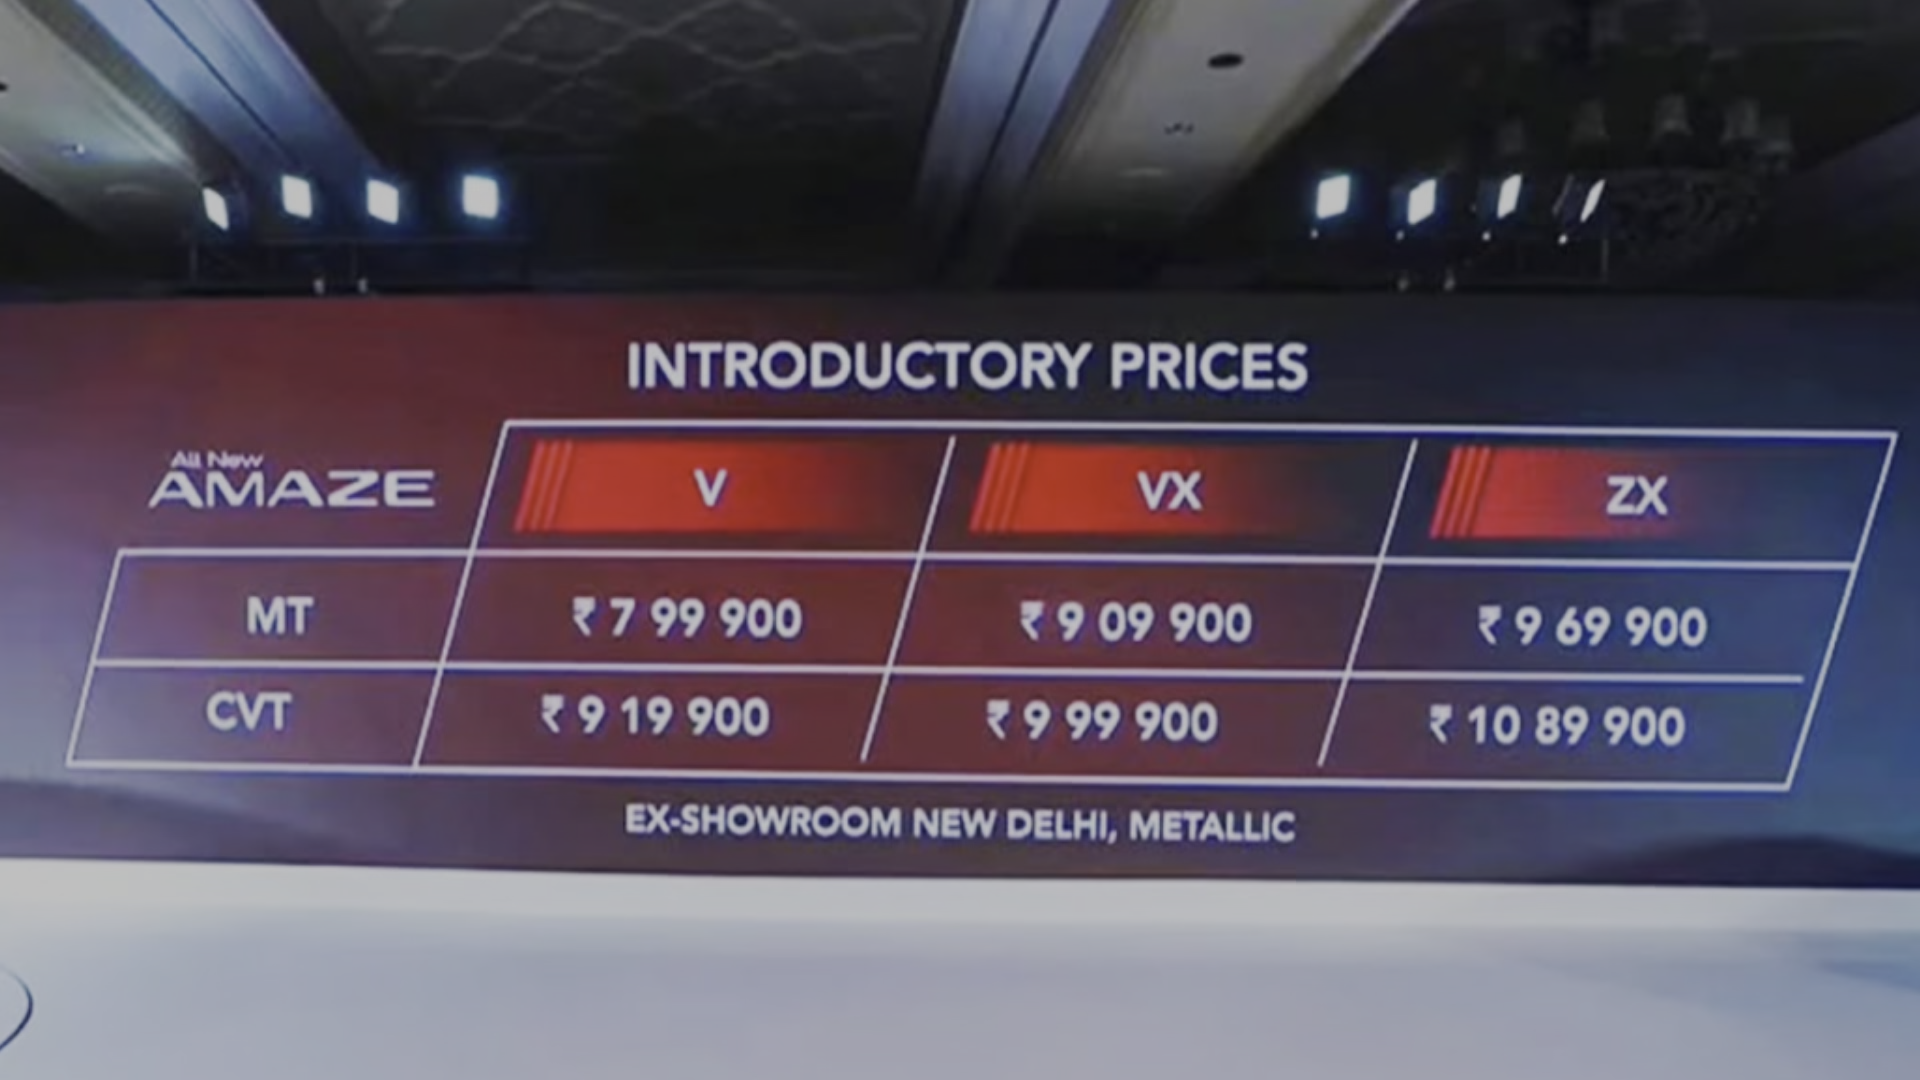 INTRODUCTORY PRICES
All New
AMAZE
V VX ZX
MT ₹ 7 99 900 ₹ 9 09 900 ₹ 9 69 900
CVT ₹ 9 19 900 ₹ 9 99 900 ₹ 10 89 900
EX-SHOWROOM NEW DELHI, METALLIC